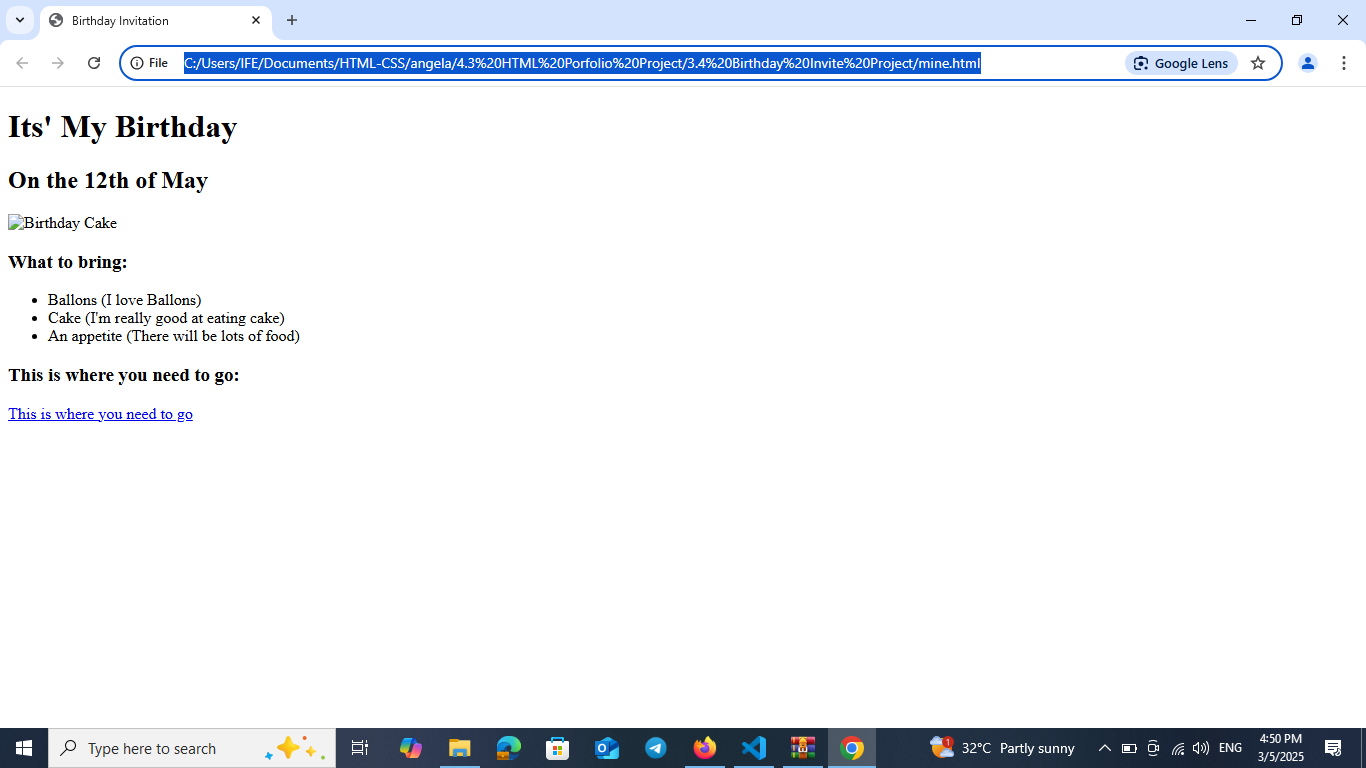 Birthday Invitation
File
C:/Users/IFE/Documents/HTML-CSS/angela/4.3%20HTML%20Porfolio%20Project/3.4%20Birthday%20Invite%20Project/mine.html
Google Lens
Its' My Birthday
On the 12th of May
Birthday Cake
What to bring:
Ballons (I love Ballons)
Cake (I'm really good at eating cake)
An appetite (There will be lots of food)
This is where you need to go:
This is where you need to go
Type here to search
1
32°C Partly sunny
ENG
4:50 PM
3/5/2025